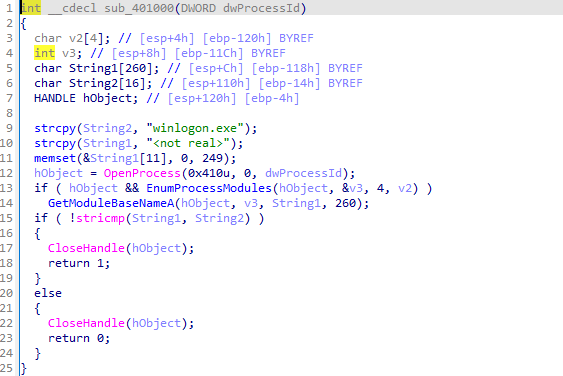 1 int __cdecl sub_401000(DWORD dwProcessId)
2 {
3   char v2[4]; // [esp+4h] [ebp-120h] BYREF
4   int v3; // [esp+8h] [ebp-11Ch] BYREF
5   char String1[260]; // [esp+Ch] [ebp-118h] BYREF
6   char String2[16]; // [esp+110h] [ebp-14h] BYREF
7   HANDLE hObject; // [esp+120h] [ebp-4h]
8
9   strcpy(String2, "winlogon.exe");
10   strcpy(String1, "<not real>");
11   memset(&String1[11], 0, 249);
12   hObject = OpenProcess(0x410u, 0, dwProcessId);
13   if ( hObject && EnumProcessModules(hObject, &v3, 4, v2) )
14     GetModuleBaseNameA(hObject, v3, String1, 260);
15   if ( !stricmp(String1, String2) )
16   {
17     CloseHandle(hObject);
18     return 1;
19   }
20   else
21   {
22     CloseHandle(hObject);
23     return 0;
24   }
25 }